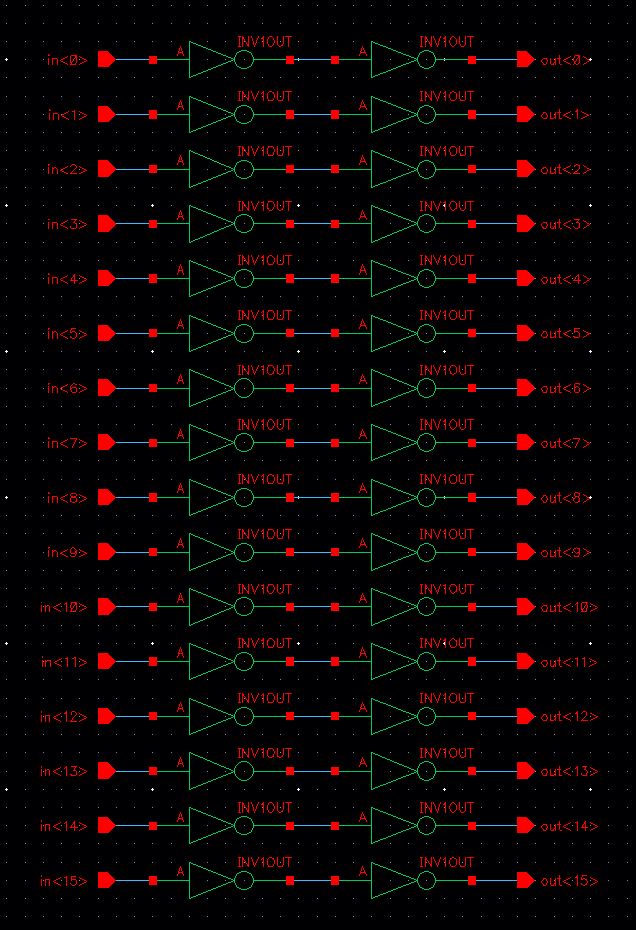 INV1OUT INV1OUT
in<0> A A out<0>
INV1OUT INV1OUT
in<1> A A out<1>
INV1OUT INV1OUT
in<2> A A out<2>
INV1OUT INV1OUT
in<3> A A out<3>
INV1OUT INV1OUT
in<4> A A out<4>
INV1OUT INV1OUT
in<5> A A out<5>
INV1OUT INV1OUT
in<6> A A out<6>
INV1OUT INV1OUT
in<7> A A out<7>
INV1OUT INV1OUT
in<8> A A out<8>
INV1OUT INV1OUT
in<9> A A out<9>
INV1OUT INV1OUT
in<10> A A out<10>
INV1OUT INV1OUT
in<11> A A out<11>
INV1OUT INV1OUT
in<12> A A out<12>
INV1OUT INV1OUT
in<13> A A out<13>
INV1OUT INV1OUT
in<14> A A out<14>
INV1OUT INV1OUT
in<15> A A out<15>